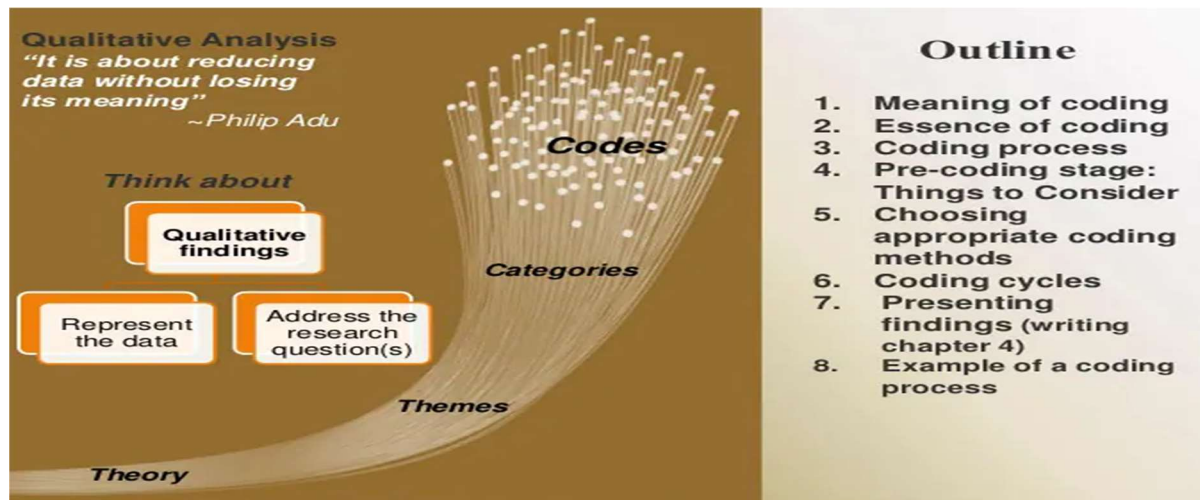 Qualitative Analysis
“It is about reducing
data without losing
its meaning”
~Philip Adu
Think about
Qualitative
findings
Represent
the data
Address the
research
question(s)
Codes
Categories
Themes
Theory
Outline
1. Meaning of coding
2. Essence of coding
3. Coding process
4. Pre-coding stage:
Things to Consider
5. Choosing
appropriate coding
methods
6. Coding cycles
7. Presenting
findings (writing
chapter 4)
8. Example of a coding
process